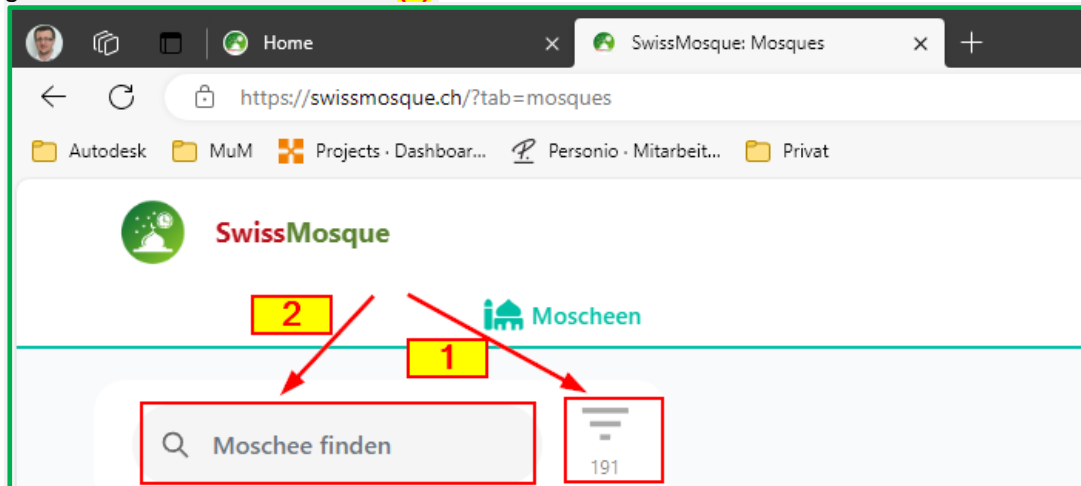 Home
SwissMosque: Mosques
https://swissmosque.ch/?tab=mosques
Autodesk
MuM
Projects · Dashboar...
Personio · Mitarbeit...
Privat
SwissMosque
2
Moscheen
1
Moschee finden
191